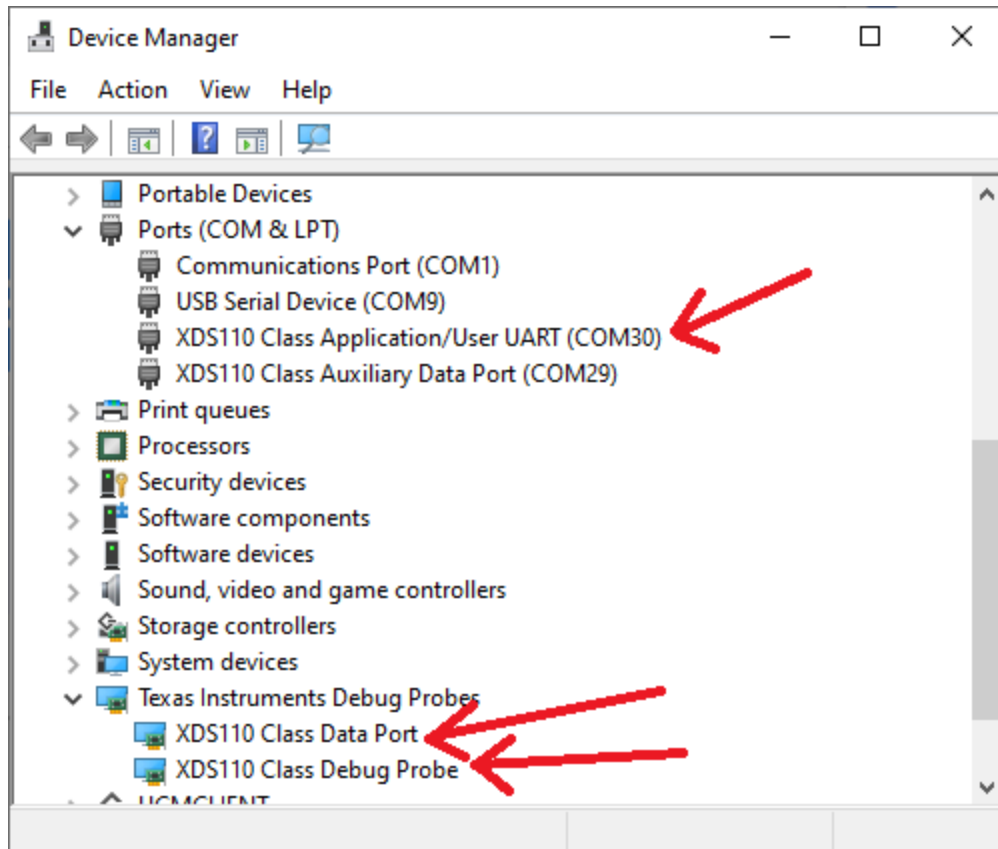 Device Manager
File Action View Help
Portable Devices
Ports (COM & LPT)
Communications Port (COM1)
USB Serial Device (COM9)
XDS110 Class Application/User UART (COM30)
XDS110 Class Auxiliary Data Port (COM29)
Print queues
Processors
Security devices
Software components
Software devices
Sound, video and game controllers
Storage controllers
System devices
Texas Instruments Debug Probes
XDS110 Class Data Port
XDS110 Class Debug Probe